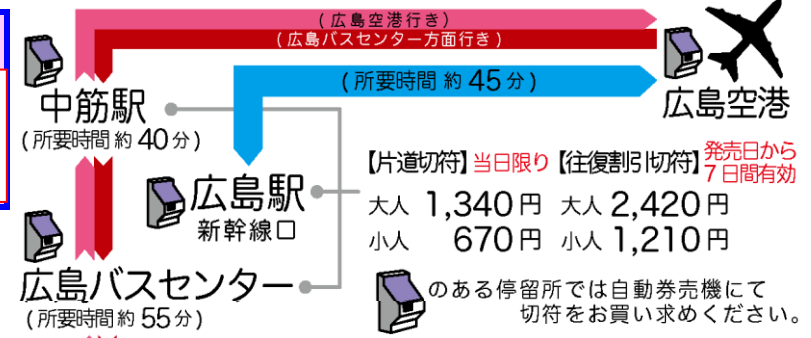 (広島空港行き)
(広島バスセンター方面行き)
(所要時間 約45分)
広島空港
中筋駅
(所要時間 約40分)
広島駅
新幹線口
広島バスセンター
(所要時間 約55分)
【片道切符】当日限り
大人 1,340円
小人 670円
【往復割引切符】発売日から
7日間有効
大人 2,420円
小人 1,210円
のある停留所では自動券売機にて
切符をお買い求めください。